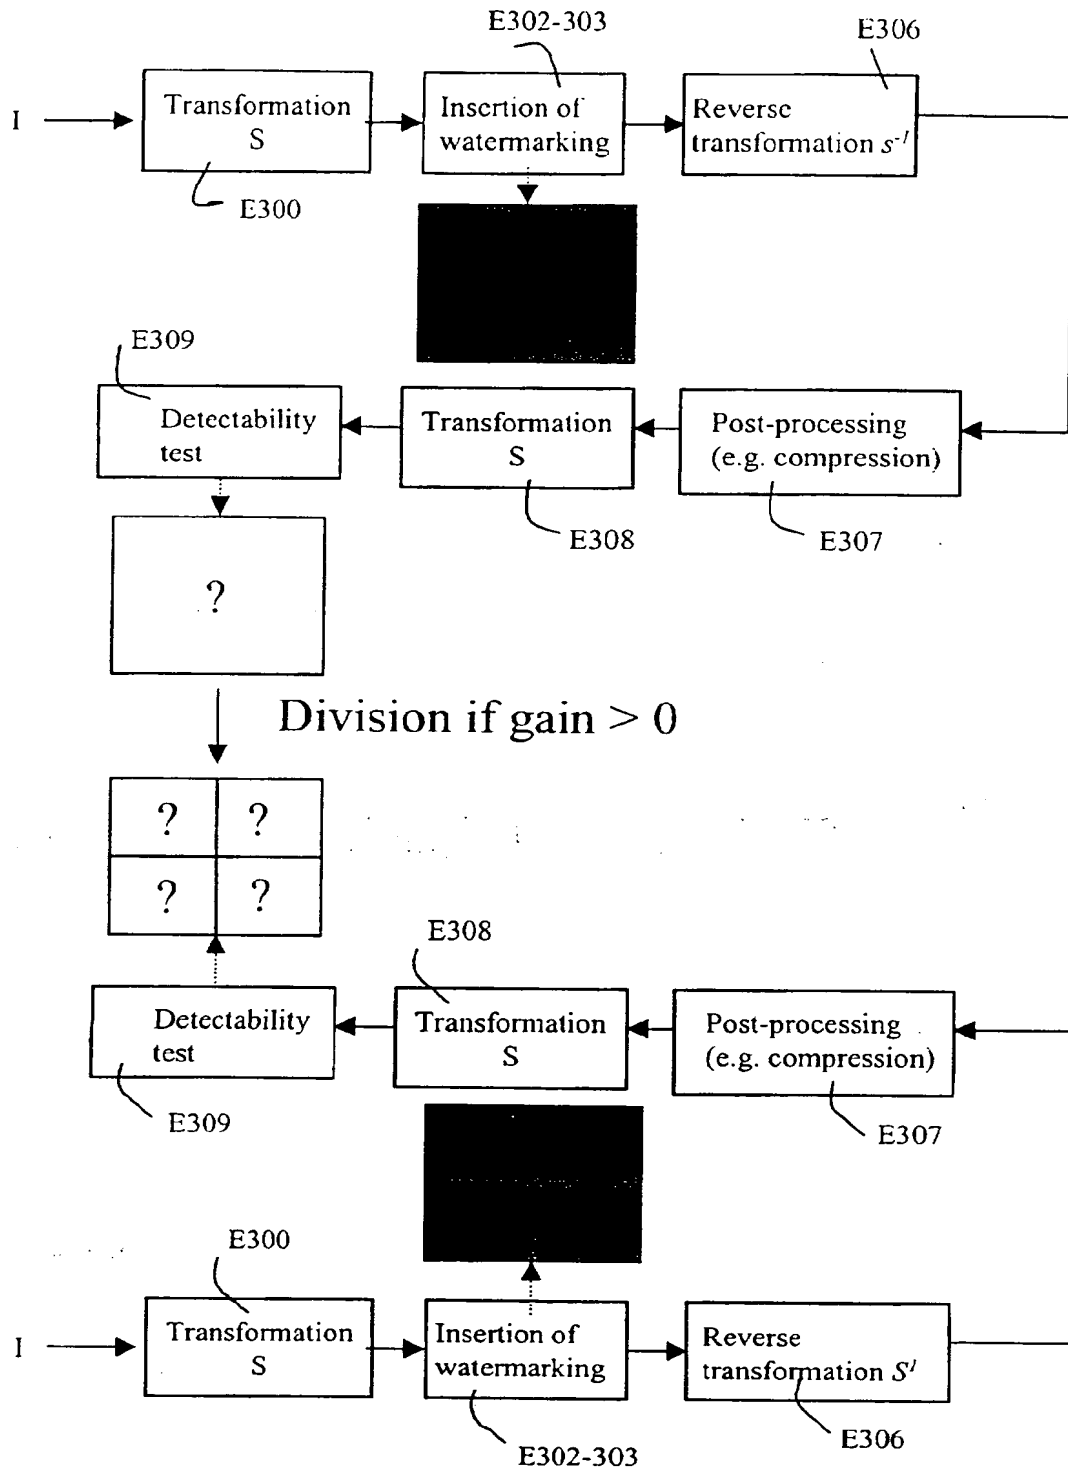 E302-303
E306
I
Transformation
S
Insertion of
watermarking
Reverse
transformation s⁻¹
E300
E309
Detectability
test
Transformation
S
Post-processing
(e.g. compression)
E308
E307
?
Division if gain > 0
? ?
? ?
E308
Detectability
test
Transformation
S
Post-processing
(e.g. compression)
E309
E307
E300
I
Transformation
S
Insertion of
watermarking
Reverse
transformation S¹
E306
E302-303